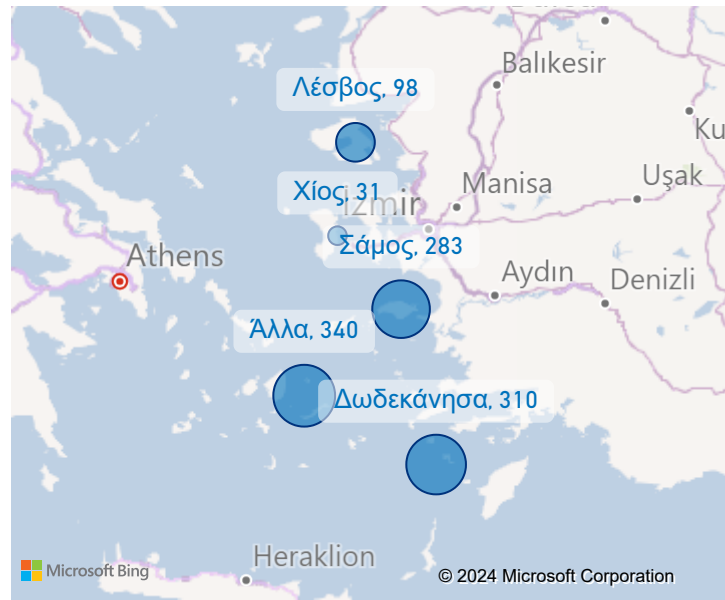 Balıkesir
Λέσβος, 98
Ku
Uşak
Manisa
Χίος, 31
İzmir
Σάμος, 283
Athens
Aydın
Denizli
Άλλα, 340
Δωδεκάνησα, 310
Heraklion
Microsoft Bing
© 2024 Microsoft Corporation